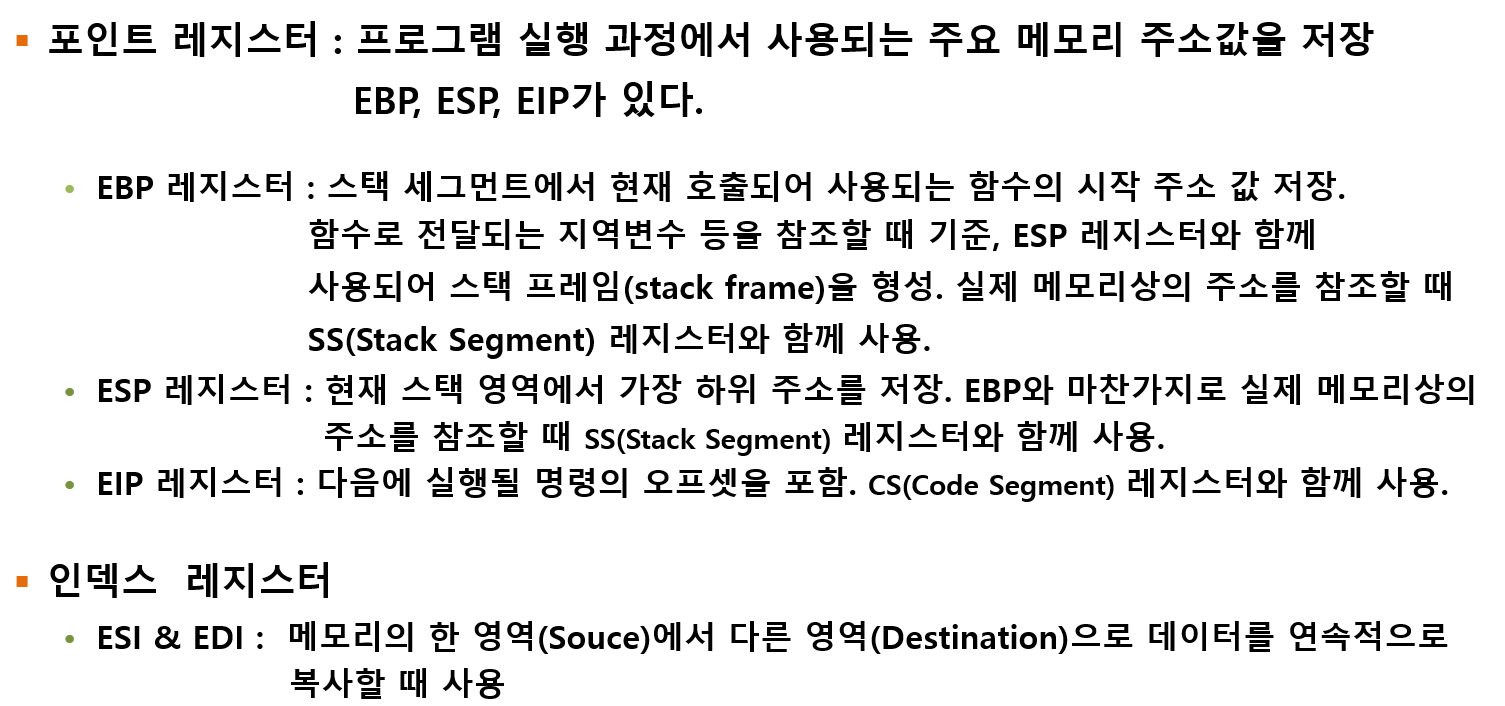 ▪ 포인트 레지스터 : 프로그램 실행 과정에서 사용되는 주요 메모리 주소값을 저장
EBP, ESP, EIP가 있다.
• EBP 레지스터 : 스택 세그먼트에서 현재 호출되어 사용되는 함수의 시작 주소 값 저장.
함수로 전달되는 지역변수 등을 참조할 때 기준, ESP 레지스터와 함께
사용되어 스택 프레임(stack frame)을 형성. 실제 메모리상의 주소를 참조할 때
SS(Stack Segment) 레지스터와 함께 사용.
• ESP 레지스터 : 현재 스택 영역에서 가장 하위 주소를 저장. EBP와 마찬가지로 실제 메모리상의
주소를 참조할 때 SS(Stack Segment) 레지스터와 함께 사용.
• EIP 레지스터 : 다음에 실행될 명령의 오프셋을 포함. CS(Code Segment) 레지스터와 함께 사용.
▪ 인덱스 레지스터
• ESI & EDI : 메모리의 한 영역(Souce)에서 다른 영역(Destination)으로 데이터를 연속적으로
복사할 때 사용